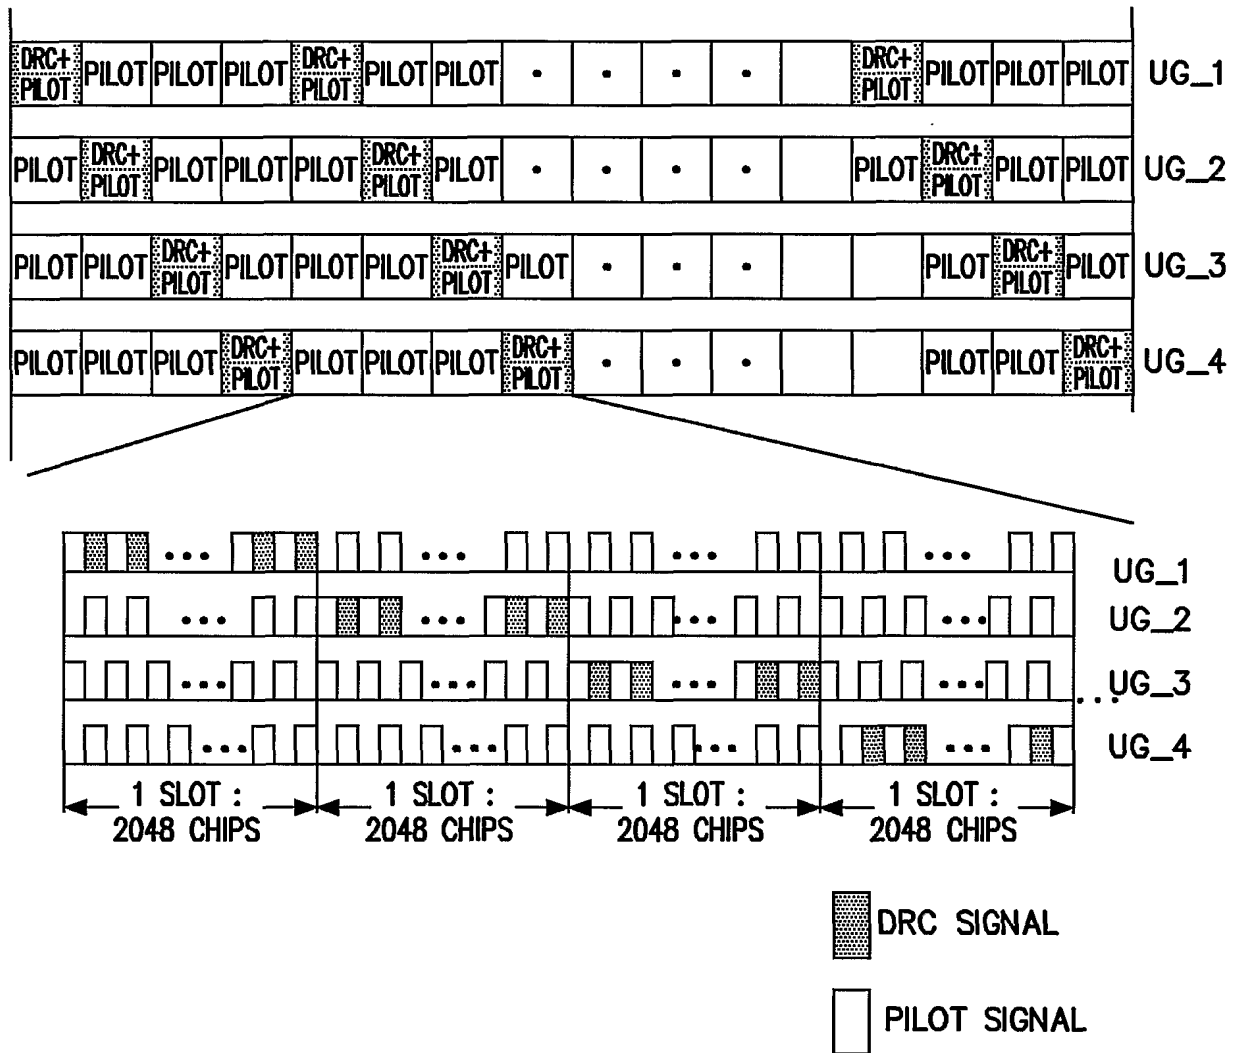 DRC+ PILOT PILOT PILOT PILOT DRC+ PILOT PILOT PILOT • • • • DRC+ PILOT PILOT PILOT PILOT UG_1
PILOT DRC+ PILOT PILOT PILOT PILOT DRC+ PILOT PILOT • • • • PILOT DRC+ PILOT PILOT PILOT UG_2
PILOT PILOT DRC+ PILOT PILOT PILOT PILOT DRC+ PILOT PILOT • • • PILOT DRC+ PILOT PILOT UG_3
PILOT PILOT PILOT DRC+ PILOT PILOT PILOT PILOT DRC+ PILOT • • • PILOT PILOT DRC+ PILOT UG_4
••• ••• ••• ••• UG_1
••• ••• ••• ••• UG_2
••• ••• ••• ••• UG_3 •••
••• ••• ••• ••• UG_4
1 SLOT : 1 SLOT : 1 SLOT : 1 SLOT :
2048 CHIPS 2048 CHIPS 2048 CHIPS 2048 CHIPS
DRC SIGNAL
PILOT SIGNAL